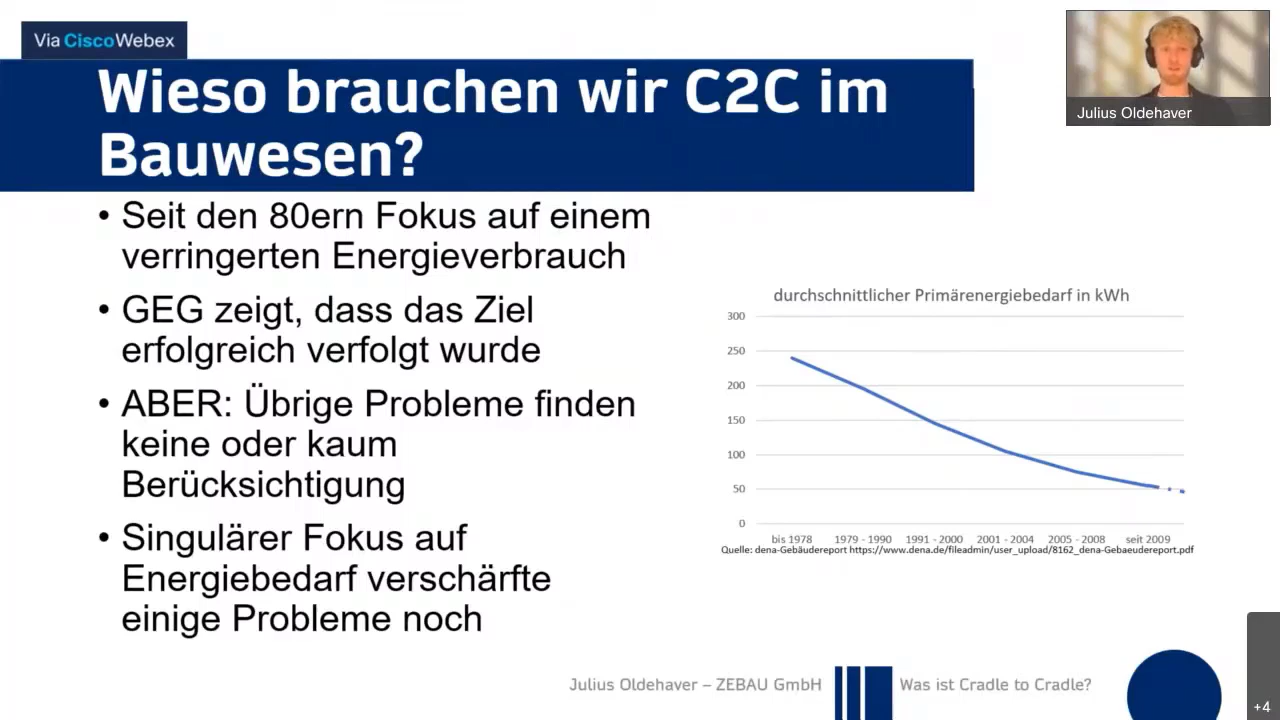 Via CiscoWebex
Wieso brauchen wir C2C im
Bauwesen?
Julius Oldehaver
• Seit den 80ern Fokus auf einem
verringerten Energieverbrauch
• GEG zeigt, dass das Ziel
erfolgreich verfolgt wurde
• ABER: Übrige Probleme finden
keine oder kaum
Berücksichtigung
• Singulärer Fokus auf
Energiebedarf verschärfte
einige Probleme noch
durchschnittlicher Primärenergiebedarf in kWh
300
250
200
150
100
50
0
bis 1978 1979 - 1990 1991 - 2000 2001 - 2004 2005 - 2008 seit 2009
Quelle: dena-Gebäudereport https://www.dena.de/fileadmin/user_upload/8162_dena-Gebaeudereport.pdf
Julius Oldehaver – ZEBAU GmbH
Was ist Cradle to Cradle?
+4